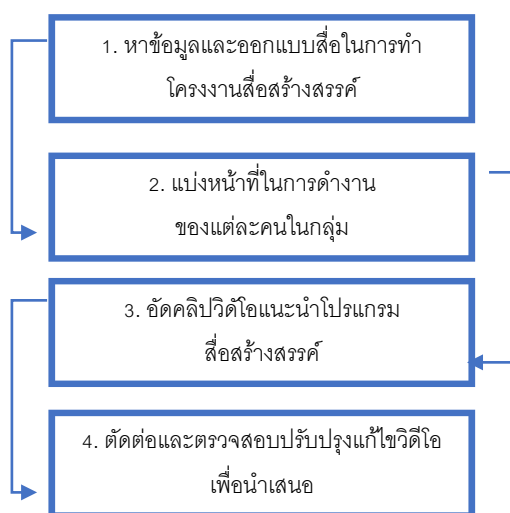 1. หาข้อมูลและออกแบบสื่อในการทำ
โครงงานสื่อสร้างสรรค์
2. แบ่งหน้าที่ในการดำงาน
ของแต่ละคนในกลุ่ม
3. อัดคลิปวิดัโอแนะนำโปรแกรม
สื่อสร้างสรรค์
4. ตัดต่อและตรวจสอบปรับปรุงแก้ไขวิดีโอ
เพื่อนำเสนอ